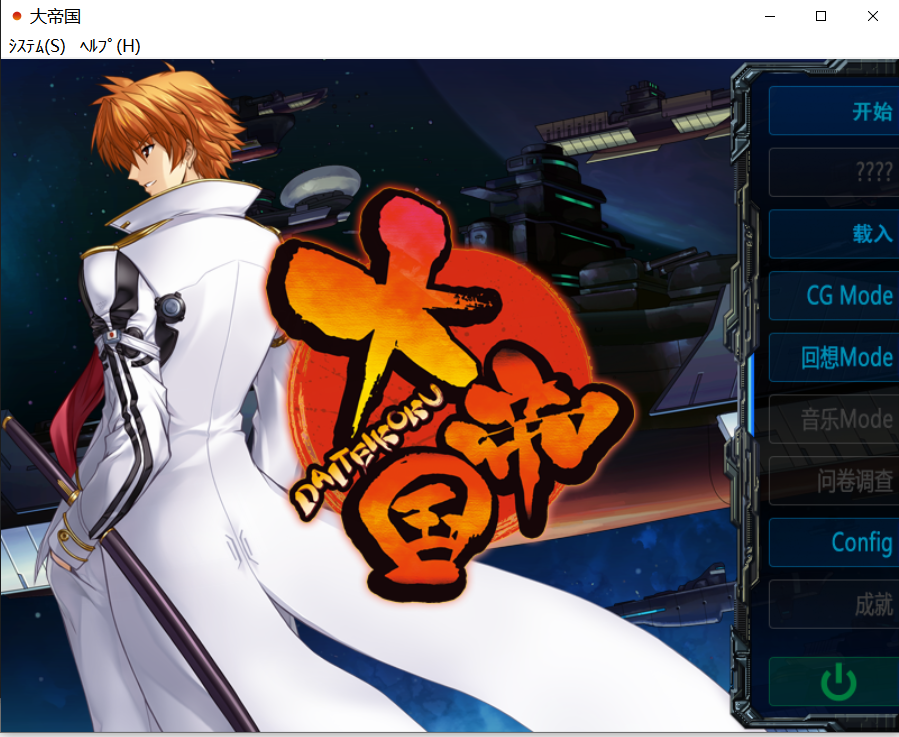 大帝国
ｼｽﾃﾑ(S) ﾍﾙﾌﾟ(H)
大帝国
DAITEIKOKU
开始
????
载入
CG Mode
回想Mode
音乐Mode
问卷调查
Config
成就